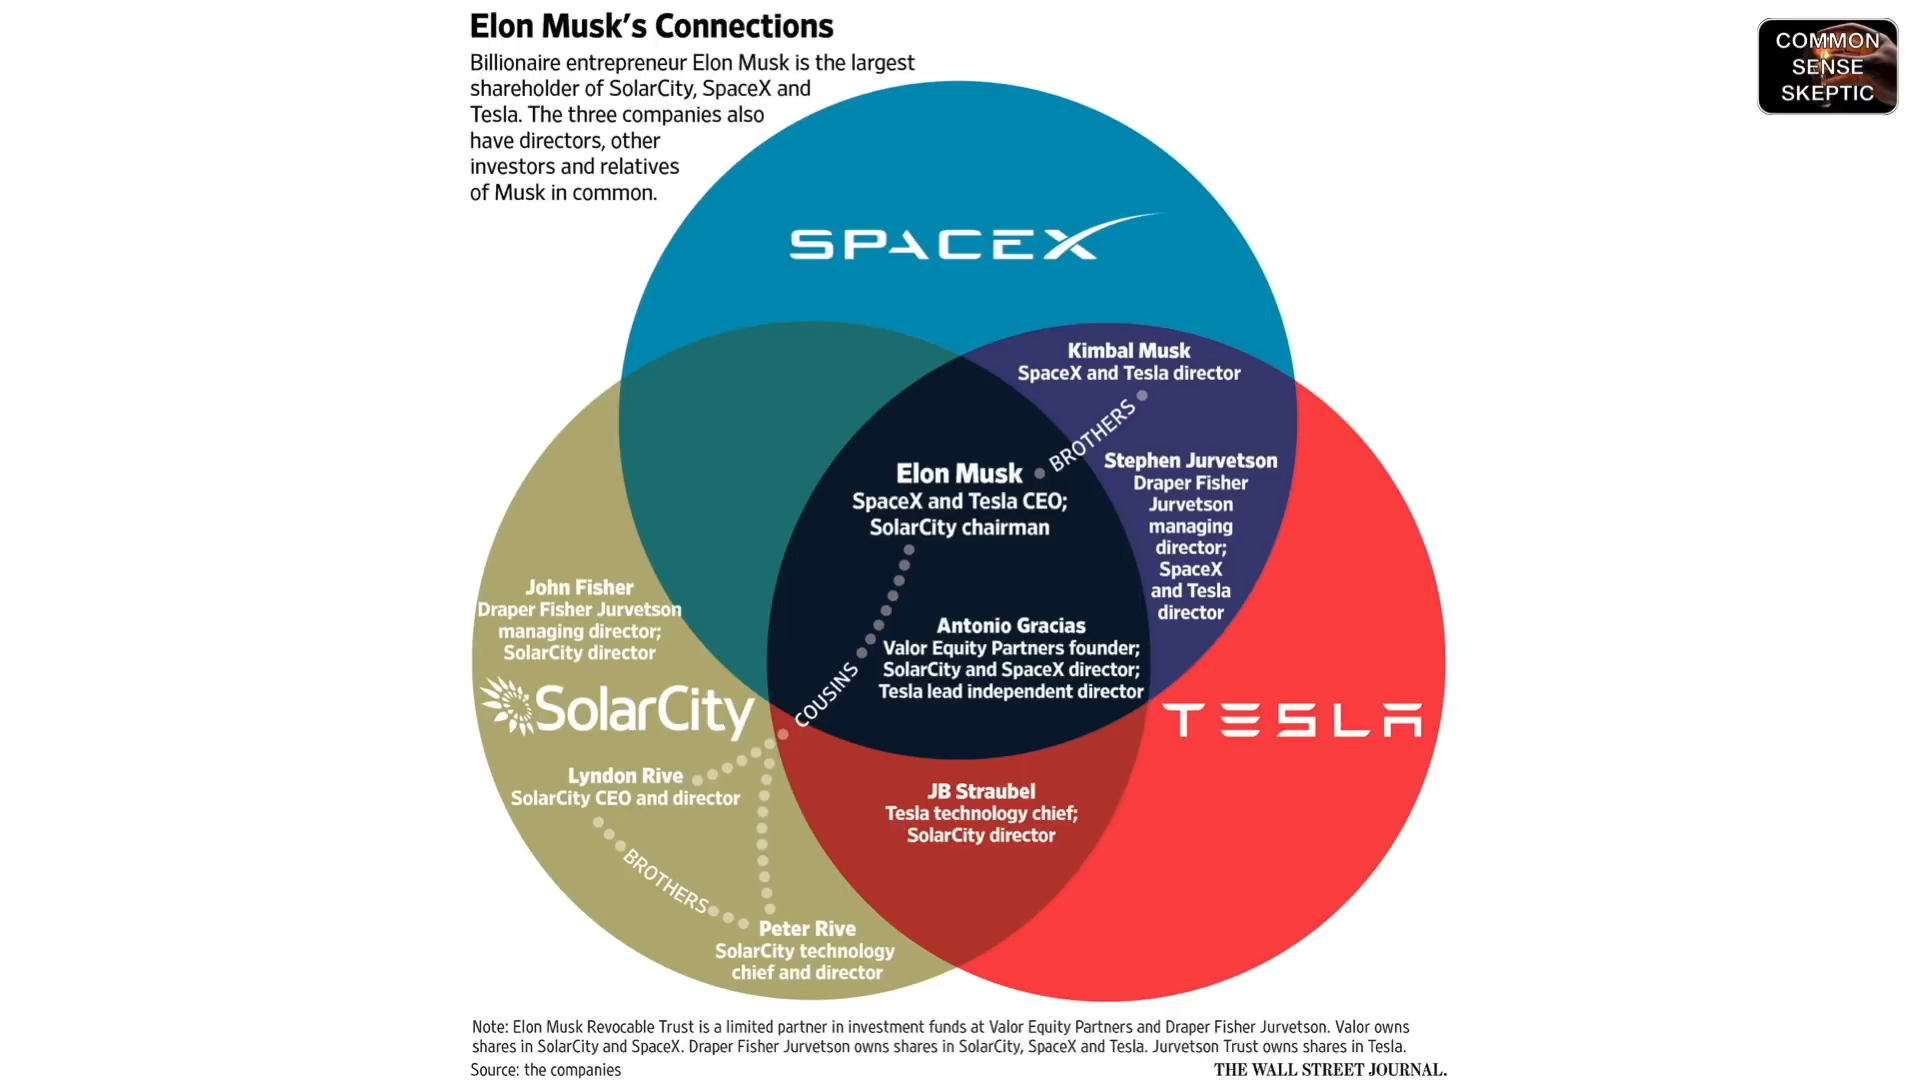 Elon Musk's Connections
Billionaire entrepreneur Elon Musk is the largest
shareholder of SolarCity, SpaceX and
Tesla. The three companies also
have directors, other
investors and relatives
of Musk in common.
COMMON
SENSE
SKEPTIC
SPACEX
Kimbal Musk
SpaceX and Tesla director
BROTHERS
Elon Musk
SpaceX and Tesla CEO;
SolarCity chairman
Stephen Jurvetson
Draper Fisher
Jurvetson
managing
director;
SpaceX
and Tesla
director
John Fisher
Draper Fisher Jurvetson
managing director;
SolarCity director
Antonio Gracias
Valor Equity Partners founder;
SolarCity and SpaceX director;
Tesla lead independent director
COUSINS
SolarCity
TESLA
Lyndon Rive
SolarCity CEO and director
JB Straubel
Tesla technology chief;
SolarCity director
BROTHERS
Peter Rive
SolarCity technology
chief and director
Note: Elon Musk Revocable Trust is a limited partner in investment funds at Valor Equity Partners and Draper Fisher Jurvetson. Valor owns
shares in SolarCity and SpaceX. Draper Fisher Jurvetson owns shares in SolarCity, SpaceX and Tesla. Jurvetson Trust owns shares in Tesla.
Source: the companies
THE WALL STREET JOURNAL.